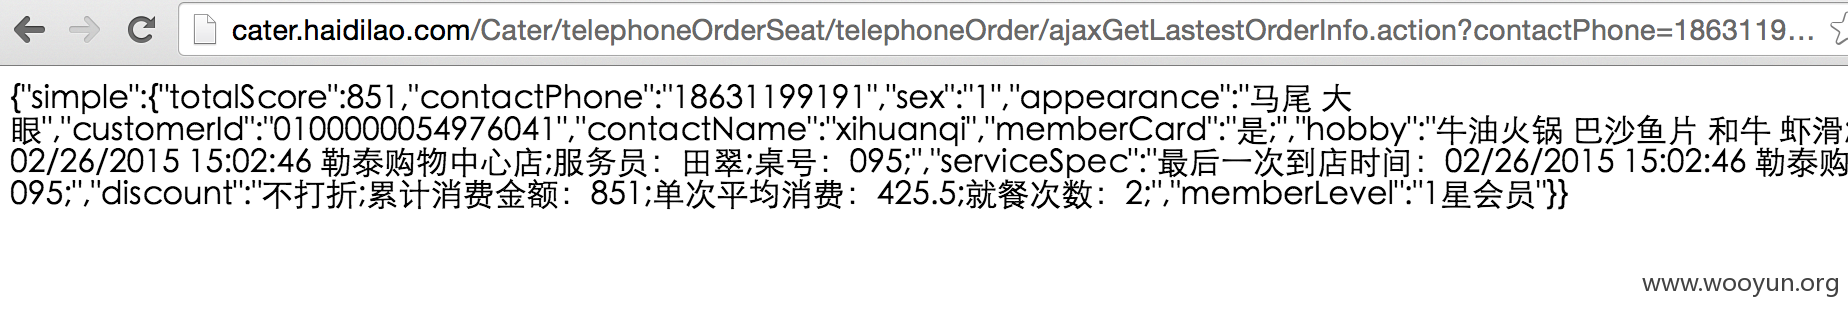 cater.haidilao.com/Cater/telephoneOrderSeat/telephoneOrder/ajaxGetLastestOrderInfo.action?contactPhone=1863119...
{"simple":{"totalScore":851,"contactPhone":"18631199191","sex":"1","appearance":"马尾 大
眼","customerId":"0100000054976041","contactName":"xihuanqi","memberCard":"是;","hobby":"牛油火锅 巴沙鱼片 和牛 虾滑
02/26/2015 15:02:46 勒泰购物中心店;服务员：田翠;桌号：095;","serviceSpec":"最后一次到店时间：02/26/2015 15:02:46 勒泰购
095;","discount":"不打折;累计消费金额：851;单次平均消费：425.5;就餐次数：2;","memberLevel":"1星会员"}}
www.wooyun.org